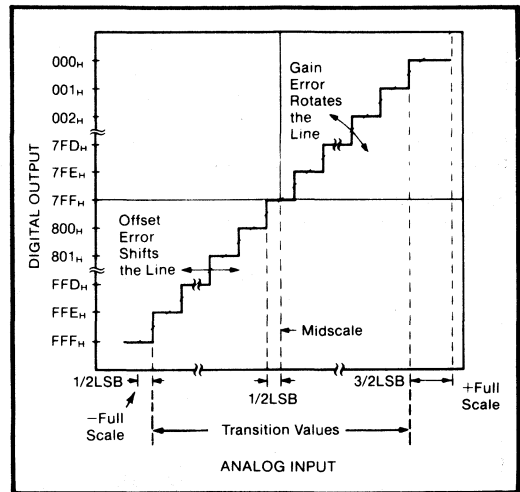 DIGITAL OUTPUT
000H
001H
002H
7FDH
7FEH
7FFH
800H
801H
FFDH
FFEH
FFFH
Gain
Error
Rotates
the
Line
Offset
Error
Shifts
the Line
Midscale
1/2LSB
1/2LSB
3/2LSB
−Full
Scale
+Full
Scale
Transition Values
ANALOG INPUT